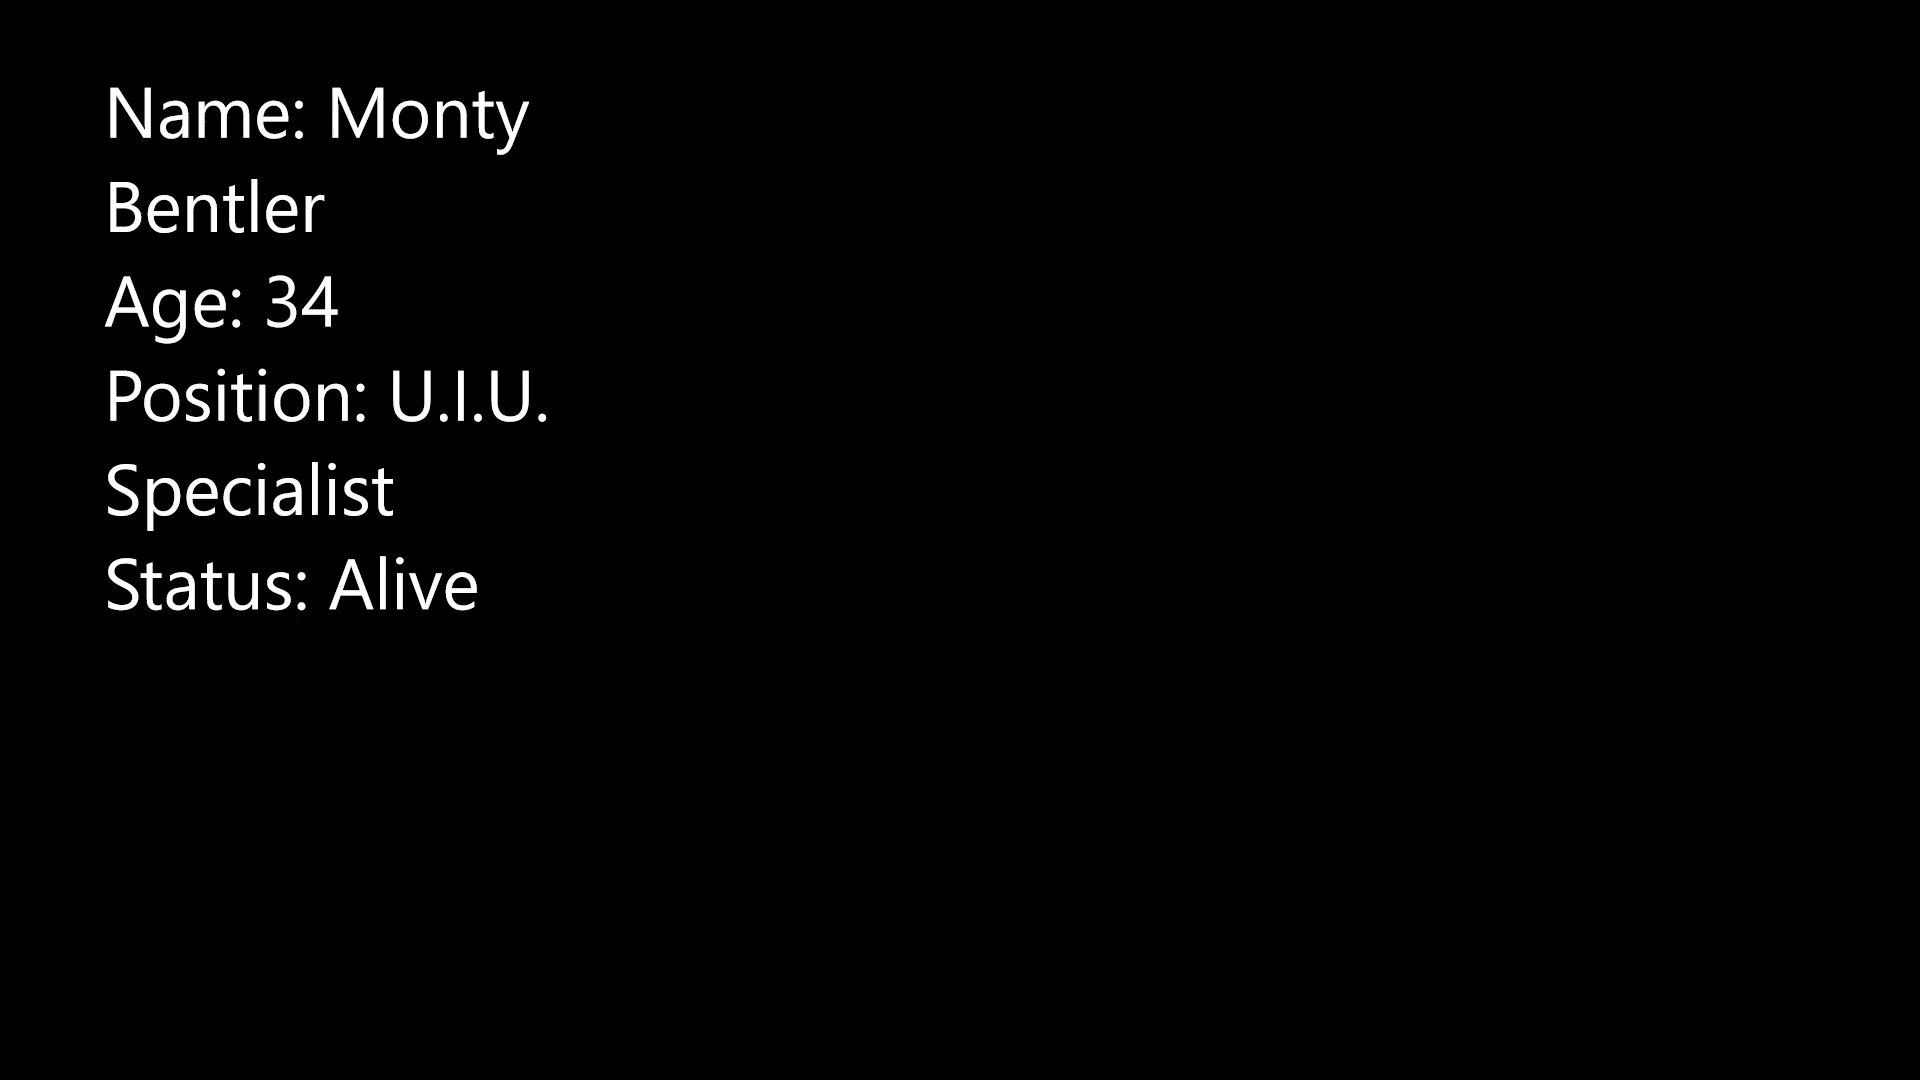 Name: Monty
Bentler
Age: 34
Position: U.I.U.
Specialist
Status: Alive